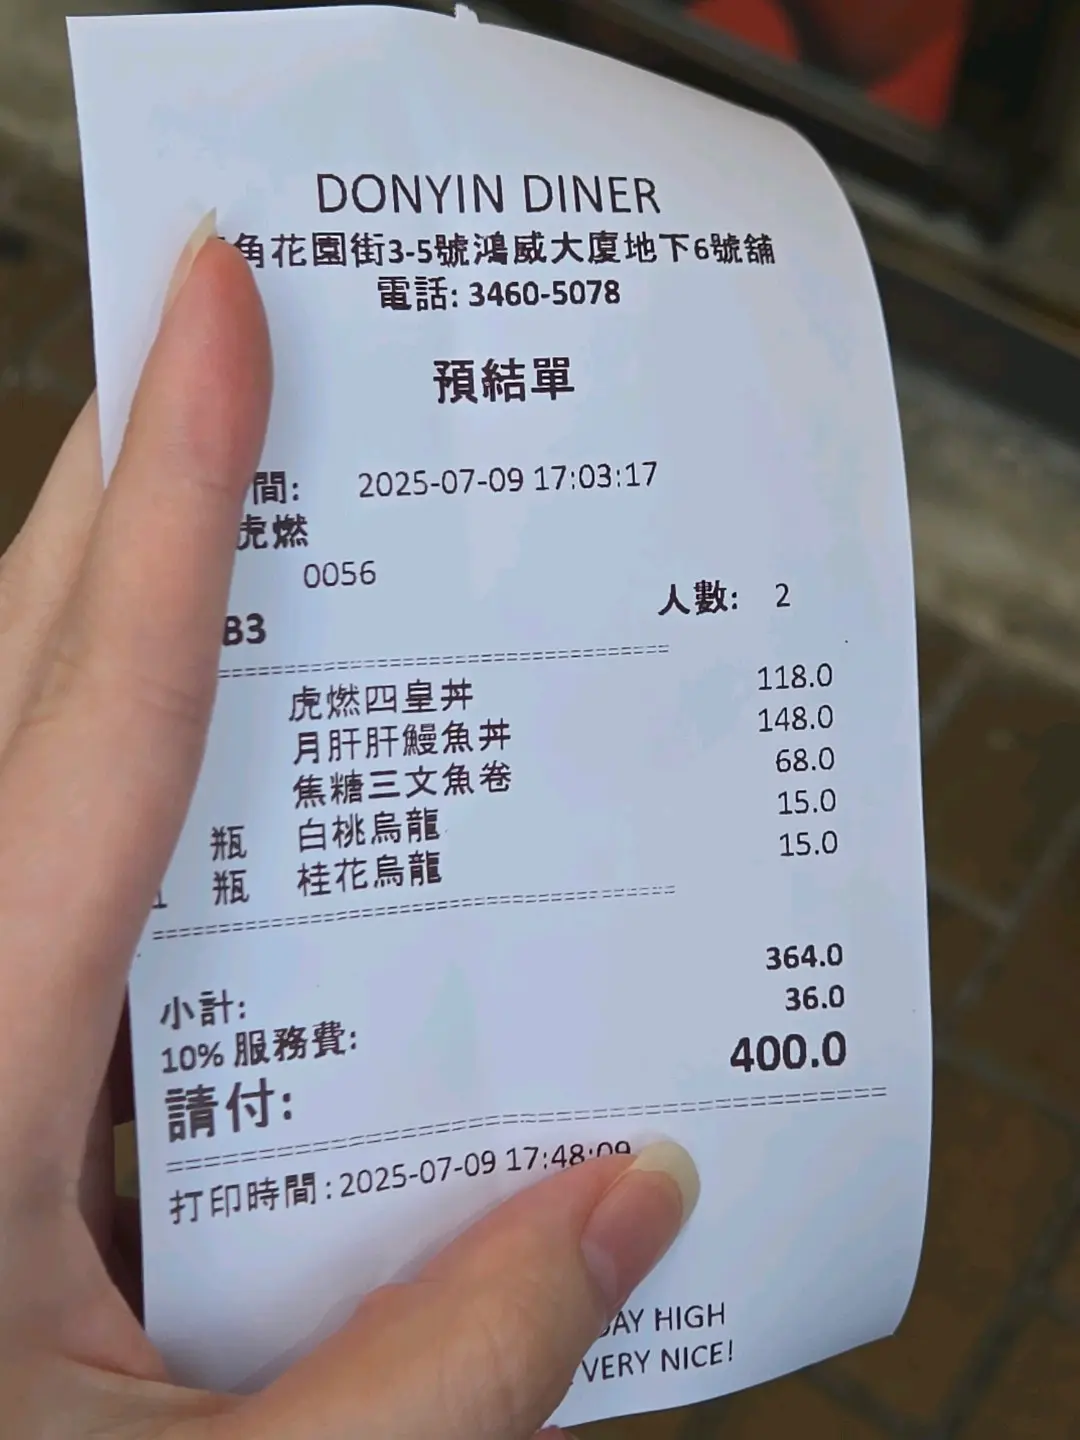 DONYIN DINER
角花園街3-5號鴻威大廈地下6號舖
電話: 3460-5078
預結單
間: 2025-07-09 17:03:17
虎燃
0056
B3 人數: 2
虎燃四皇丼 118.0
月肝肝鰻魚丼 148.0
焦糖三文魚卷 68.0
瓶 白桃烏龍 15.0
1 瓶 桂花烏龍 15.0
小計: 364.0
10% 服務費: 36.0
請付: 400.0
打印時間:2025-07-09 17:48:09
HIGH
VERY NICE!